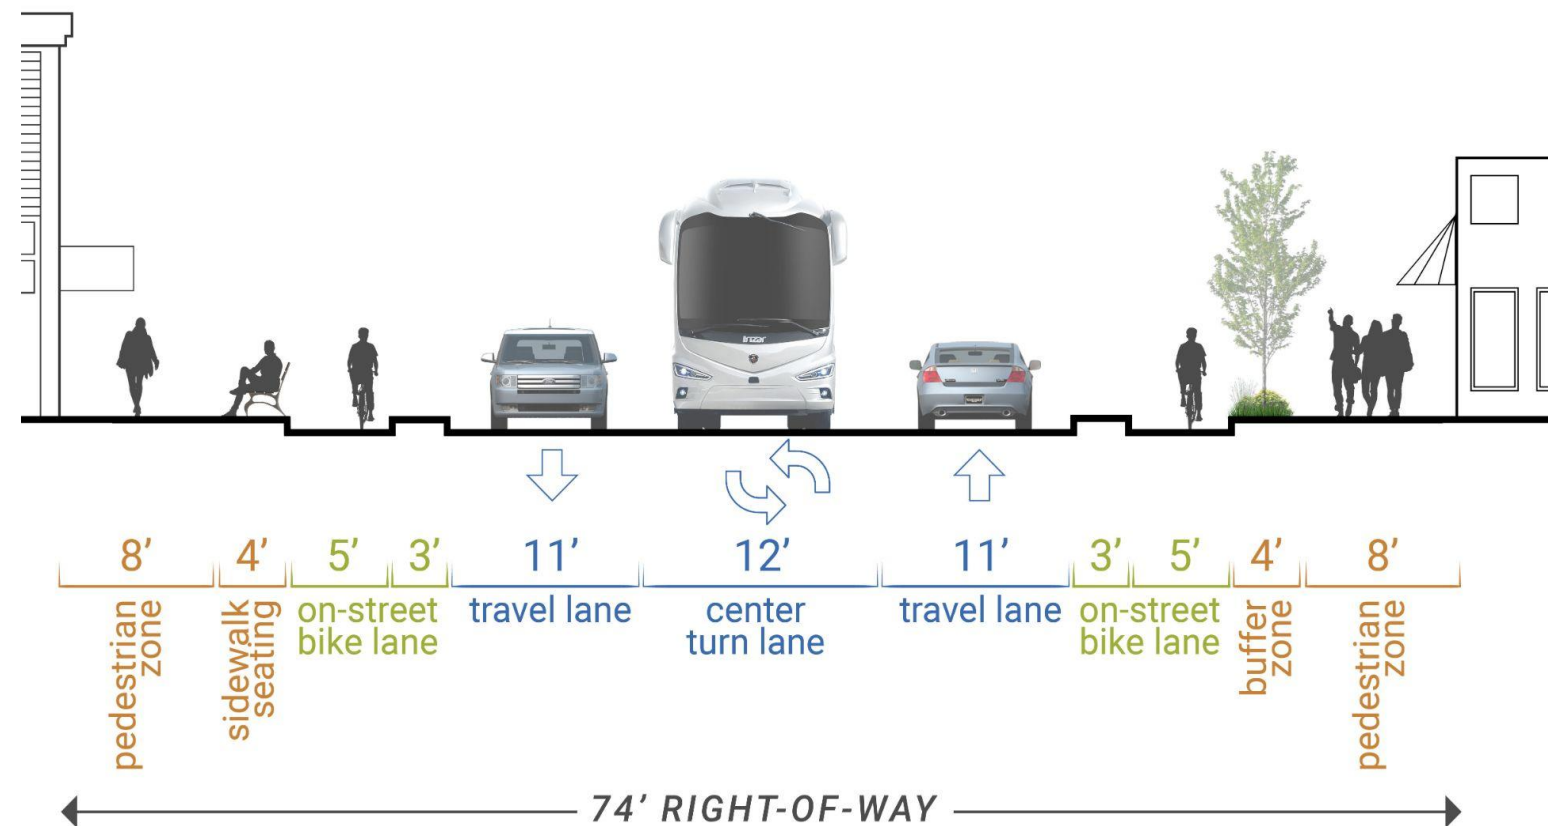 Irizar
8’ 4’ 5’ 3’ 11’ 12’ 11’ 3’ 5’ 4’ 8’
pedestrian
zone
sidewalk
seating
on-street
bike lane
travel lane
center
turn lane
travel lane
on-street
bike lane
buffer
zone
pedestrian
zone
74’ RIGHT-OF-WAY